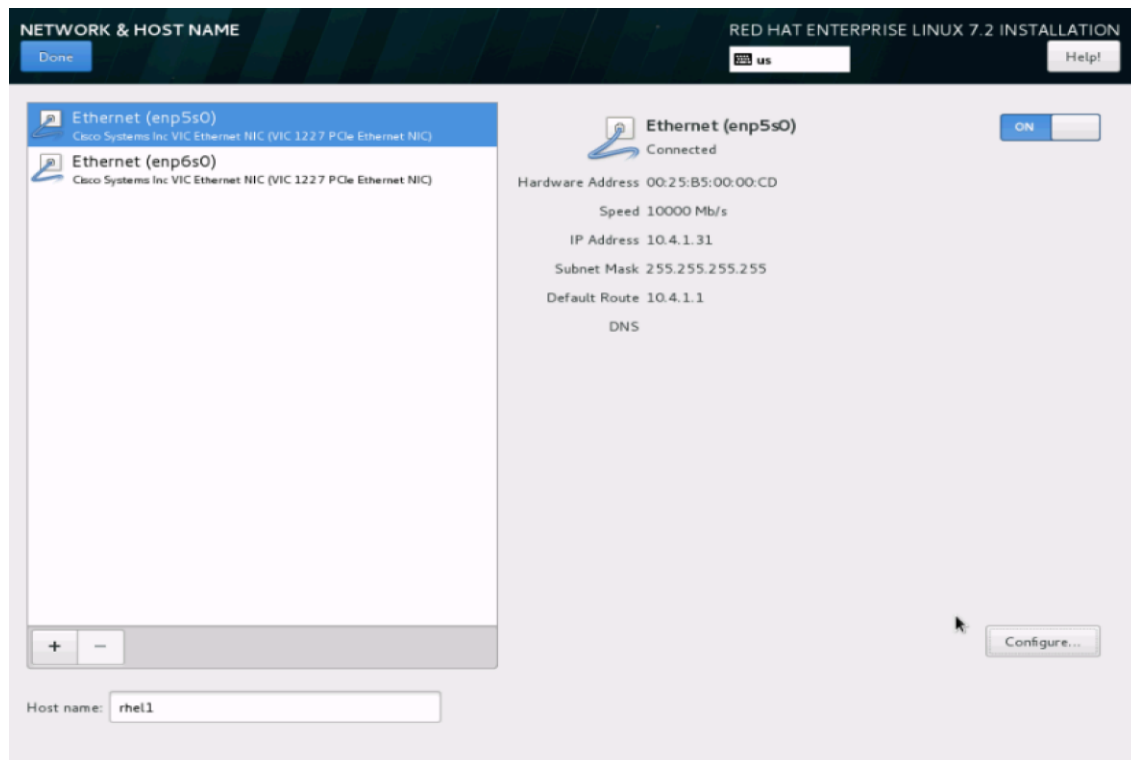 NETWORK & HOST NAME
RED HAT ENTERPRISE LINUX 7.2 INSTALLATION
Done
us
Help!
Ethernet (enp5s0)
Cisco Systems Inc VIC Ethernet NIC (VIC 1227 PCIe Ethernet NIC)
Ethernet (enp6s0)
Cisco Systems Inc VIC Ethernet NIC (VIC 1227 PCIe Ethernet NIC)
Ethernet (enp5s0)
Connected
ON
Hardware Address 00:25:B5:00:00:CD
Speed 10000 Mb/s
IP Address 10.4.1.31
Subnet Mask 255.255.255.255
Default Route 10.4.1.1
DNS
+ −
Configure...
Host name: rhel1